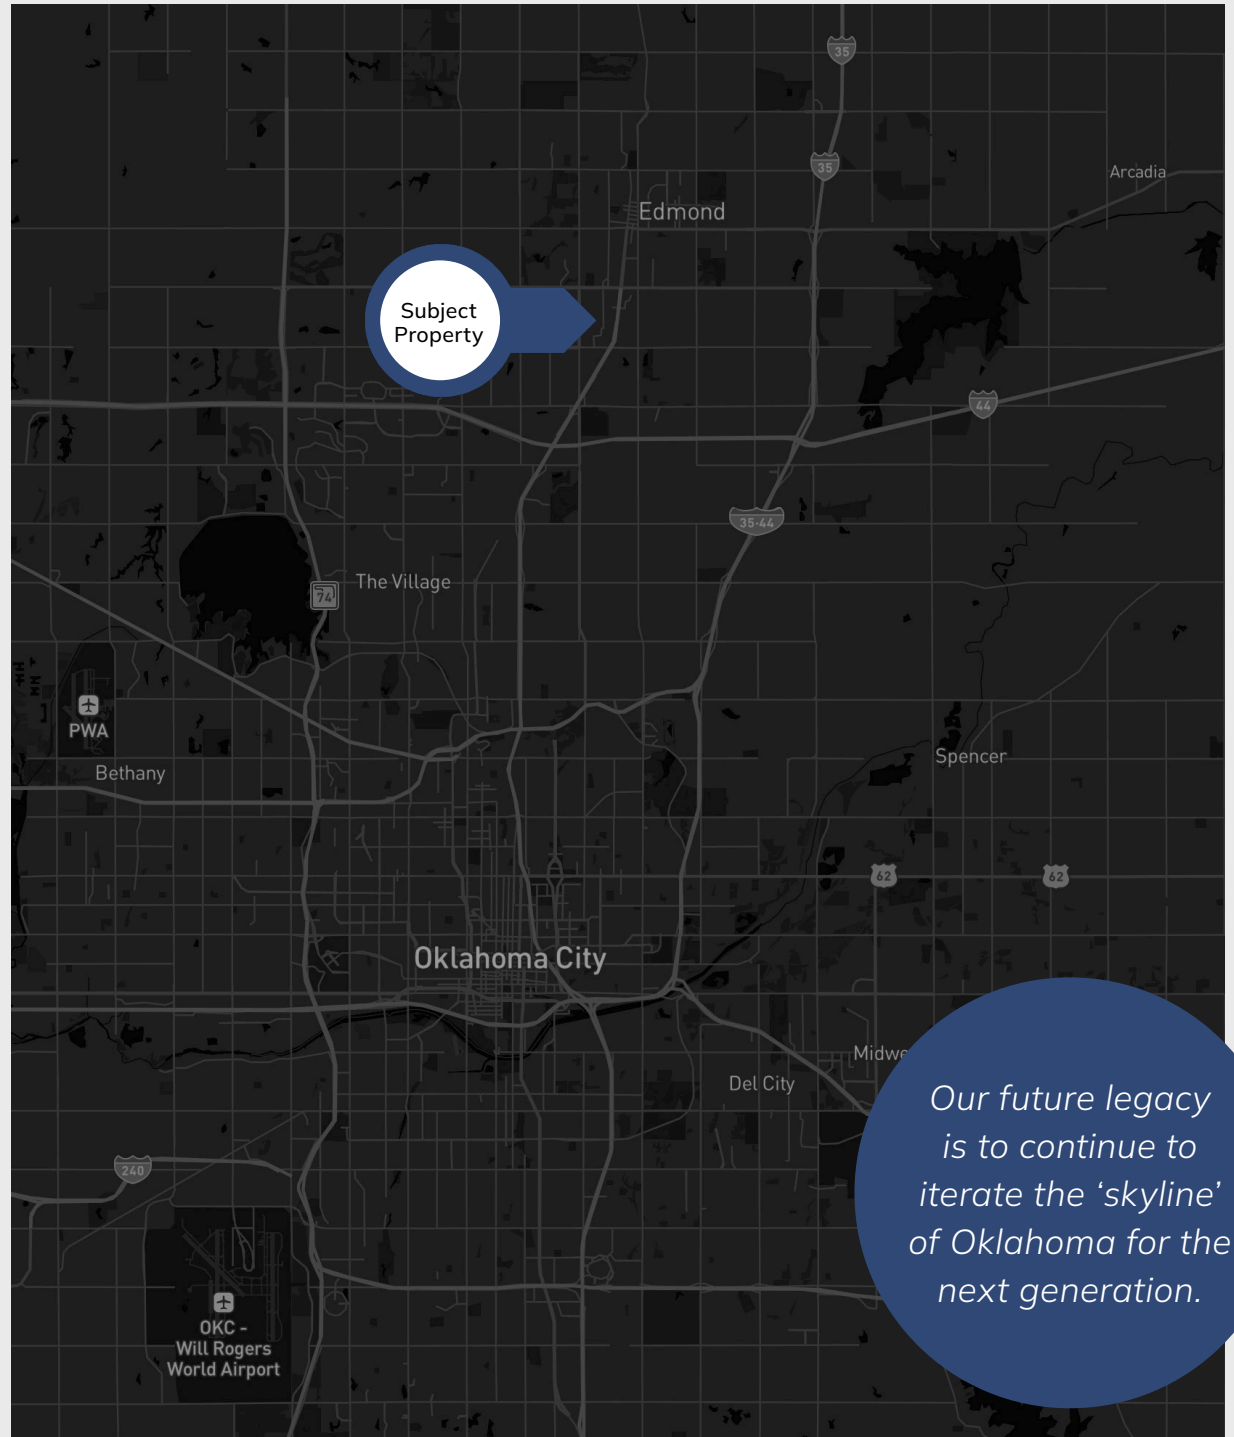 35
35
Arcadia
Edmond
Subject
Property
44
35-44
The Village
74
PWA
Bethany
Spencer
62
62
Oklahoma City
Midwe
Del City
Our future legacy
is to continue to
iterate the ‘skyline’
of Oklahoma for the
next generation.
240
OKC -
Will Rogers
World Airport